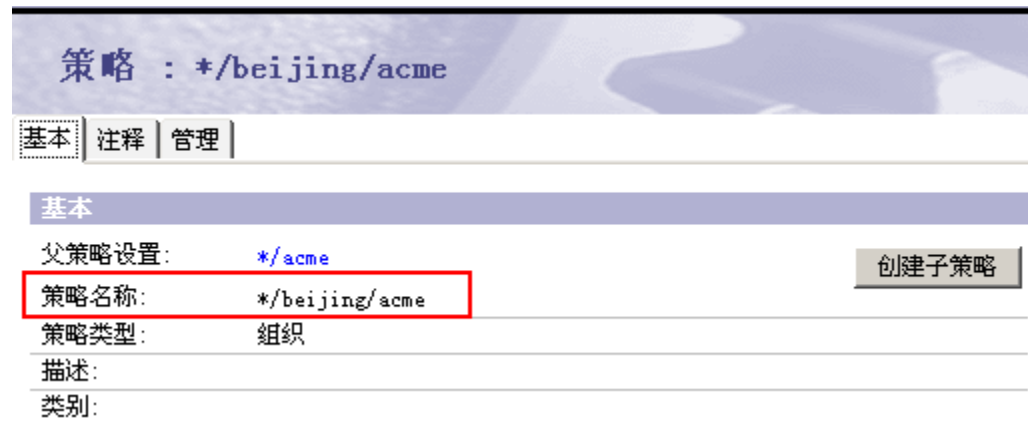 策略 : */beijing/acme
基本 注释 管理
基本
父策略设置: */acme 创建子策略
策略名称: */beijing/acme
策略类型: 组织
描述:
类别: